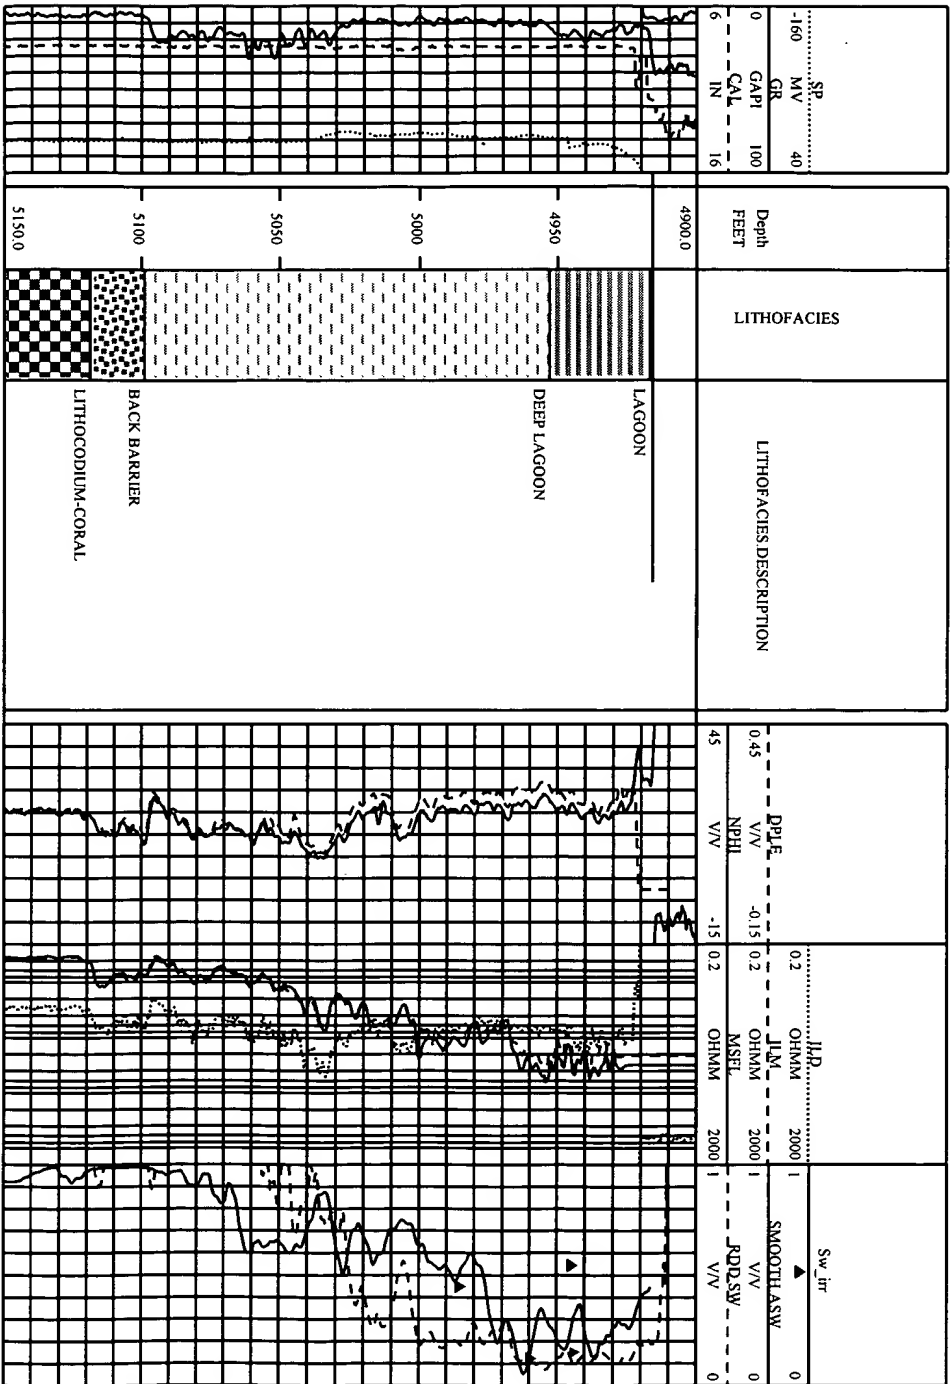 SP
-160 MV 40
GR
0 GAPI 100
CAL
6 IN 16
Depth
FEET
4900.0
4950
5000
5050
5100
5150.0
LITHOFACIES
LITHOFACIES DESCRIPTION
LAGOON
DEEP LAGOON
BACK BARRIER
LITHOCODIUM-CORAL
DPLE
0.45 V/V -0.15
NPHI
45 V/V -15
ILD
0.2 OHMM 2000
ILM
0.2 OHMM 2000
MSFL
0.2 OHMM 2000
Sw_irr
1 ▲ 0
SMOOTH.ASW
1 V/V 0
RDD.SW
1 V/V 0